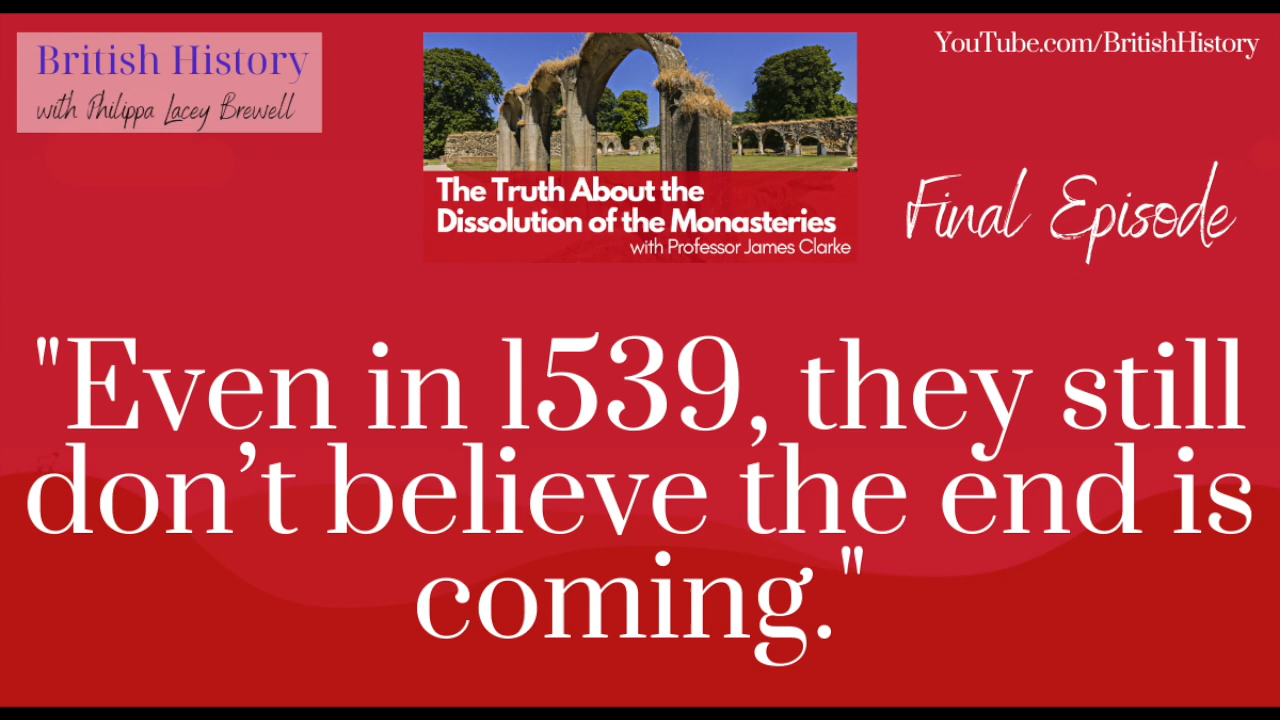 British History
with Philippa Lacey Brewell
YouTube.com/BritishHistory
The Truth About the
Dissolution of the Monasteries
with Professor James Clarke
Final Episode
"Even in 1539, they still
don’t believe the end is
coming."